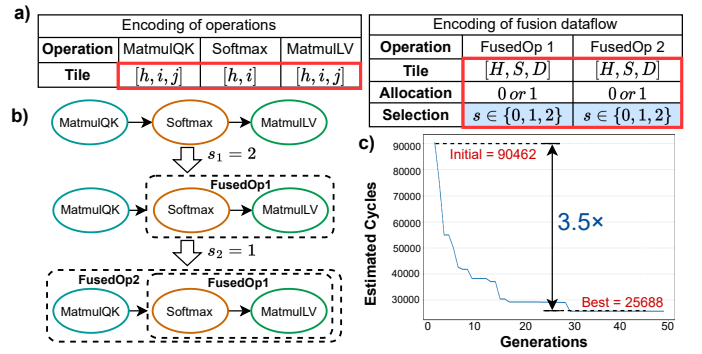 a)
Encoding of operations
Operation MatmulQK Softmax MatmulLV
Tile [h, i, j] [h, i] [h, i, j]
Encoding of fusion dataflow
Operation FusedOp 1 FusedOp 2
Tile [H, S, D] [H, S, D]
Allocation 0 or 1 0 or 1
Selection s ∈ {0, 1, 2} s ∈ {0, 1, 2}
b)
MatmulQK Softmax MatmulLV
s₁ = 2
FusedOp1
MatmulQK Softmax MatmulLV
s₂ = 1
FusedOp2 FusedOp1
MatmulQK Softmax MatmulLV
c)
Estimated Cycles
90000
80000
70000
60000
50000
40000
30000
Initial = 90462
3.5×
Best = 25688
0 10 20 30 40 50
Generations